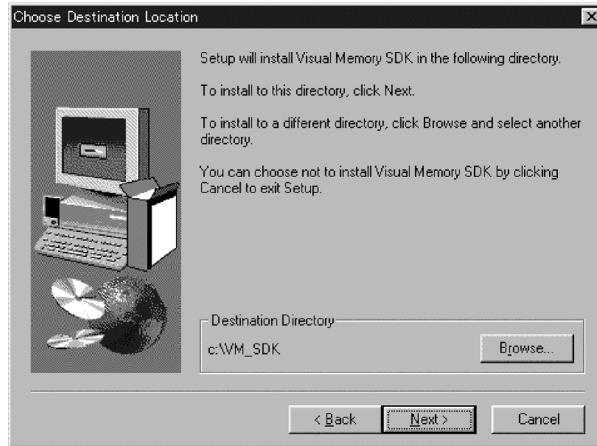 Choose Destination Location
Setup will install Visual Memory SDK in the following directory.
To install to this directory, click Next.
To install to a different directory, click Browse and select another
directory.
You can choose not to install Visual Memory SDK by clicking
Cancel to exit Setup.
Destination Directory
c:\VM_SDK
Browse...
< Back
Next >
Cancel